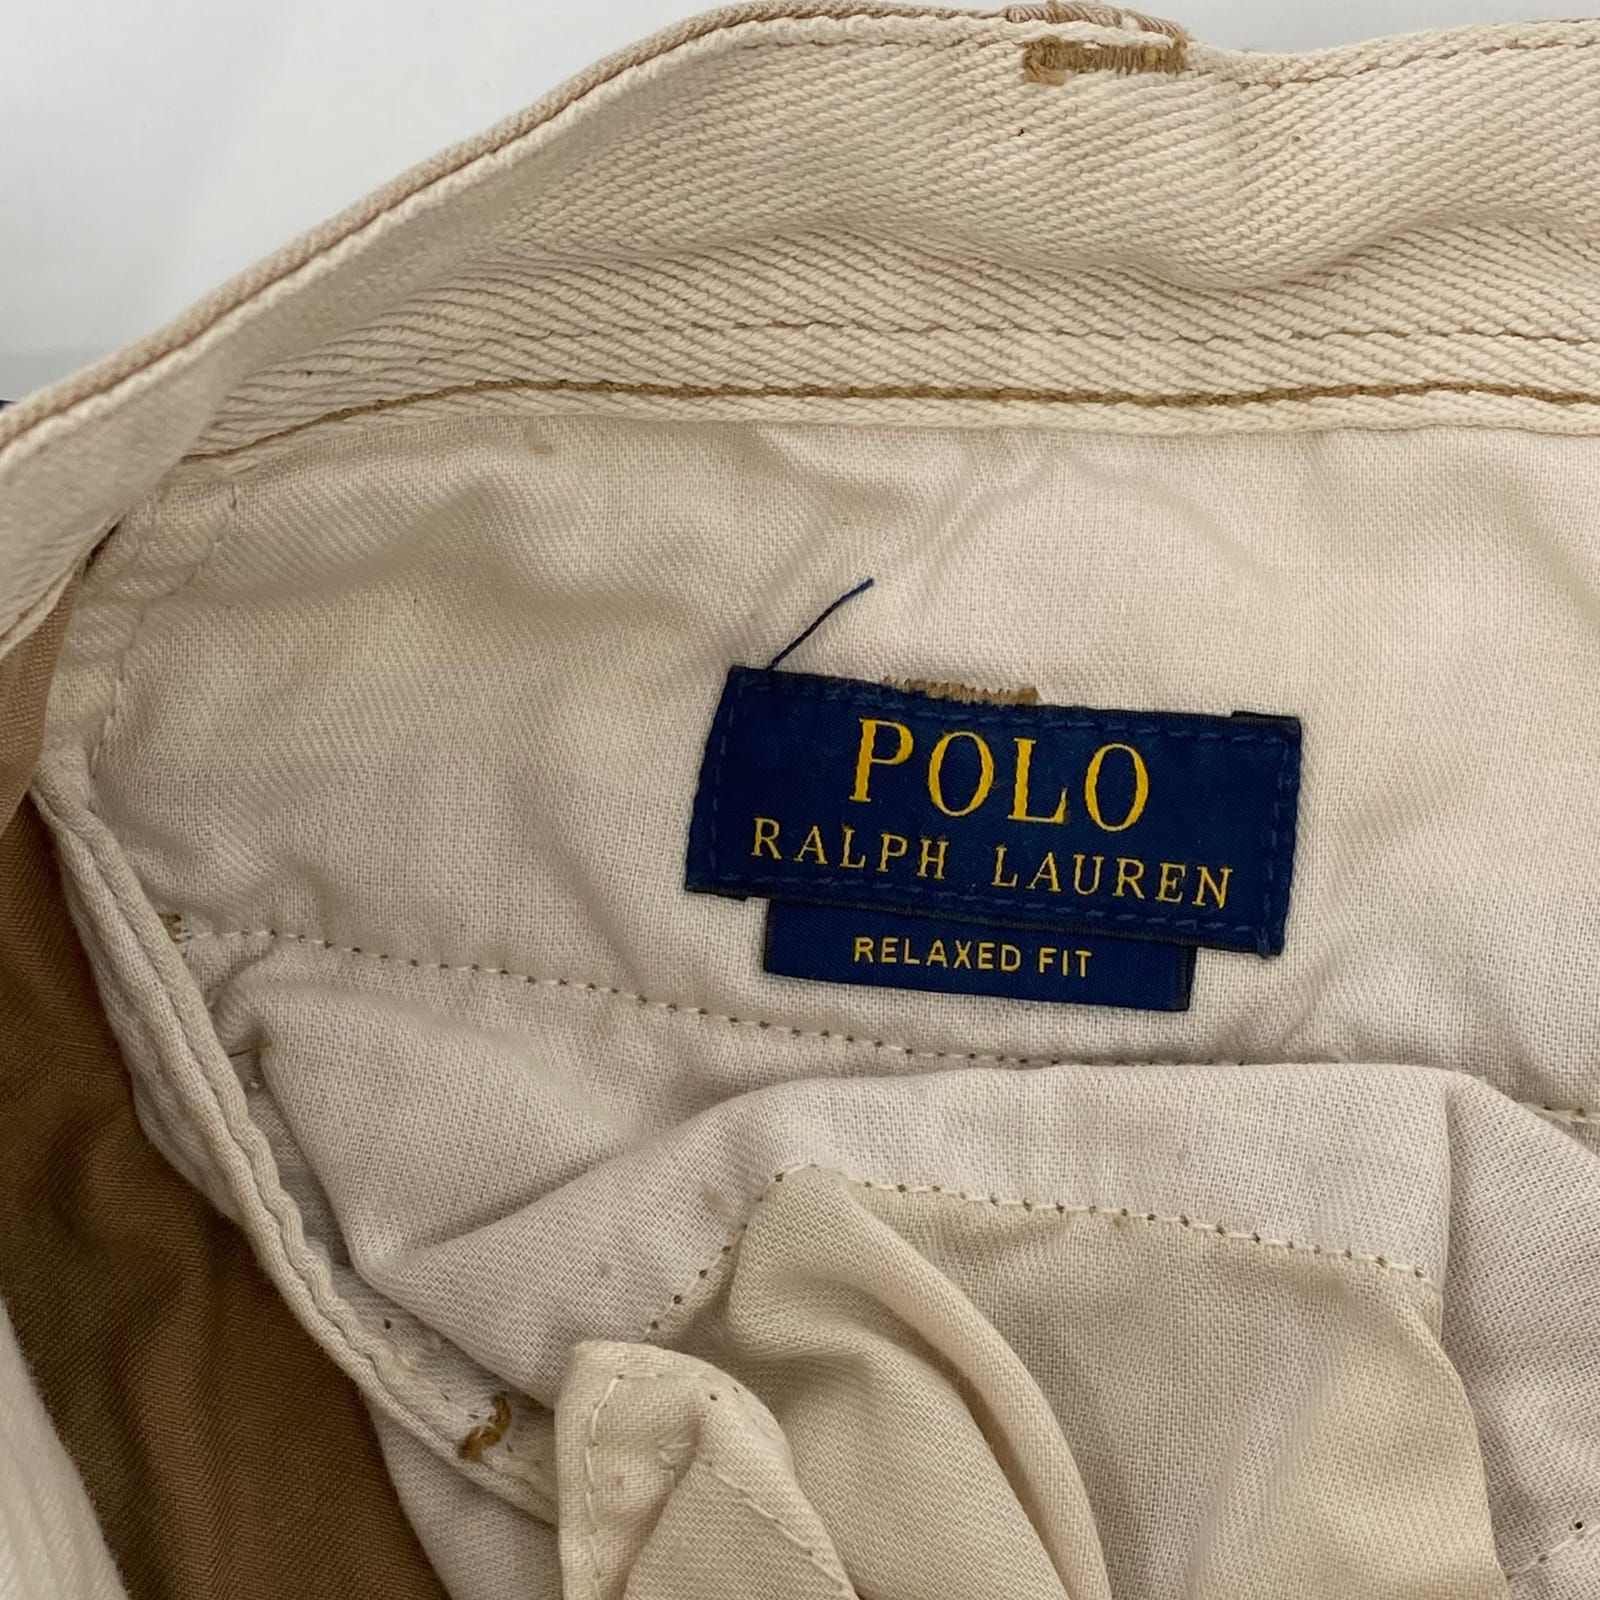 POLO
RALPH LAUREN
RELAXED FIT